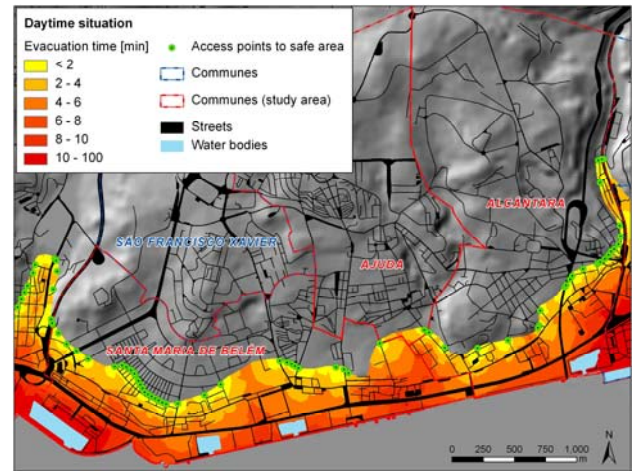 Daytime situation
Evacuation time [min]
< 2
2 - 4
4 - 6
6 - 8
8 - 10
10 - 100
Access points to safe area
Communes
Communes (study area)
Streets
Water bodies
ALCÂNTARA
SÃO FRANCISCO XAVIER
AJUDA
SANTA MARIA DE BELÉM
N
0 250 500 750 1,000
m